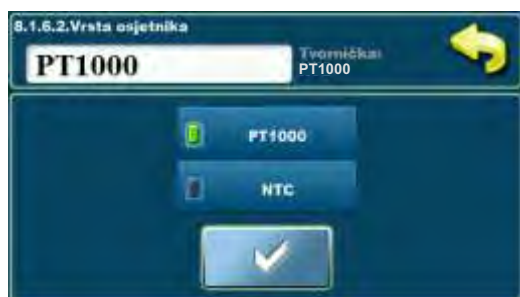 8.1.6.2.Vrsta osjetnika
PT1000
Tvornička:
PT1000
PT1000
NTC